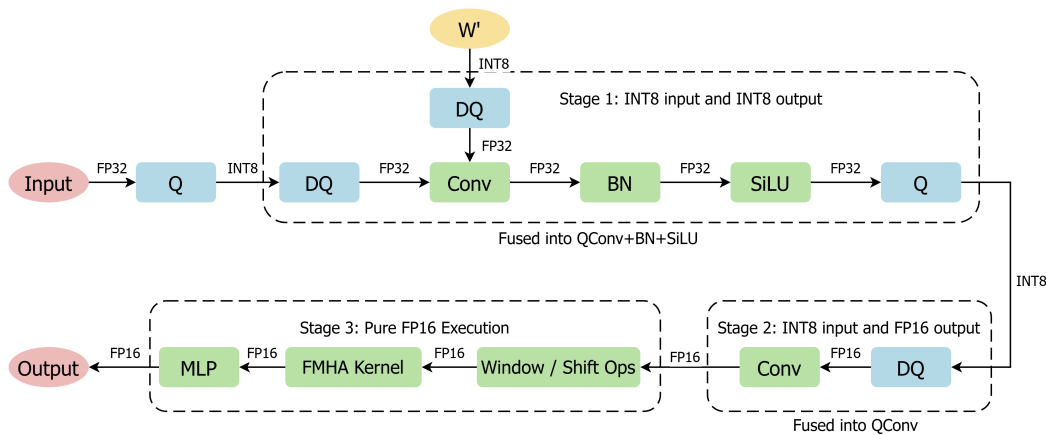 W'
INT8
Stage 1: INT8 input and INT8 output
DQ
FP32
Input
FP32
Q
INT8
DQ
FP32
Conv
FP32
BN
FP32
SiLU
FP32
Q
Fused into QConv+BN+SiLU
INT8
Stage 3: Pure FP16 Execution
Stage 2: INT8 input and FP16 output
Output
FP16
MLP
FP16
FMHA Kernel
FP16
Window / Shift Ops
FP16
Conv
FP16
DQ
Fused into QConv